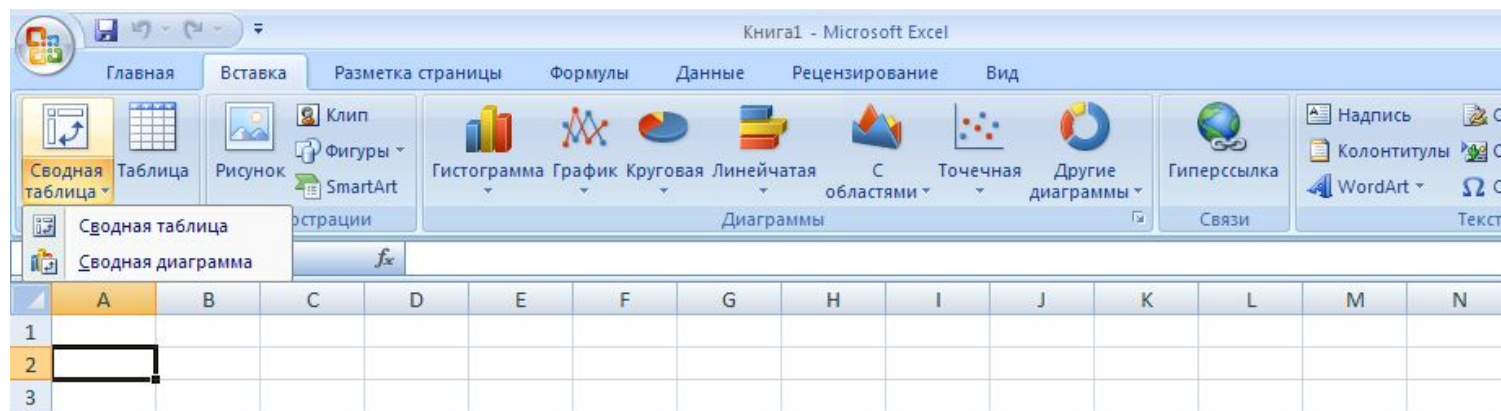 Книга1 - Microsoft Excel
Главная Вставка Разметка страницы Формулы Данные Рецензирование Вид
Сводная таблица
Таблица
Рисунок
Клип
Фигуры
SmartArt
Гистограмма
График
Круговая
Линейчатая
С областями
Точечная
Другие диаграммы
Гиперссылка
Надпись
Колонтитулы
WordArt
Диаграммы
Связи
Сводная таблица
Сводная диаграмма
fx
A B C D E F G H I J K L M N
1
2
3